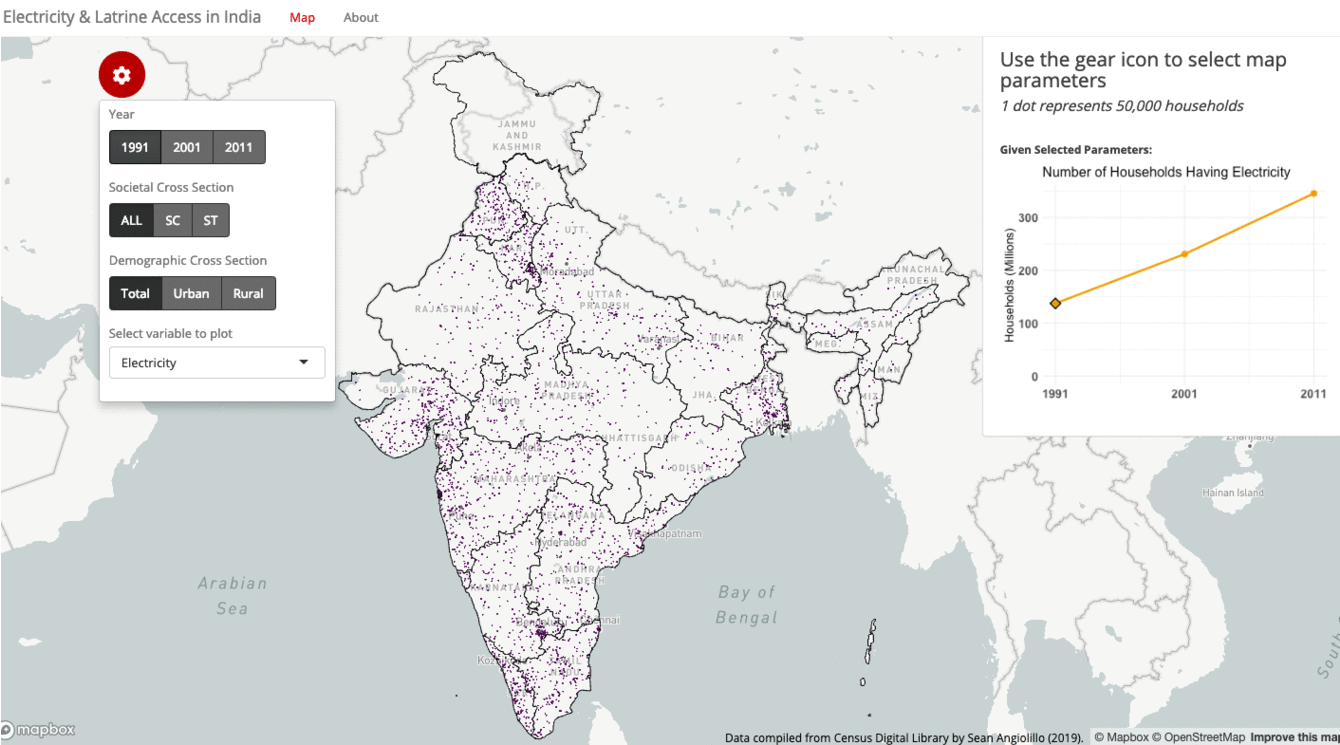 Electricity & Latrine Access in India Map About
Year
1991 2001 2011
Societal Cross Section
ALL SC ST
Demographic Cross Section
Total Urban Rural
Select variable to plot
Electricity
Use the gear icon to select map
parameters
1 dot represents 50,000 households
Given Selected Parameters:
Number of Households Having Electricity
Households (Millions)
300
200
100
0
1991 2001 2011
JAMMU
AND
KASHMIR
UTT.
Moradabad
RAJASTHAN
UTTAR
PRADESH
ARUNACHAL
PRADESH
ASSAM
MEG.
MAN
MIZ
Varanasi
BIHAR
GUJARA
Indore
MADHYA
PRADESH
JHA.
Akola
CHHATTISGARH
ODISHA
MAHARASHTRA
Pune
TELANGANA
Hyderabad
Visakhapatnam
ANDHRA
PRADESH
KARNATAKA
Bengaluru
Chennai
TAMIL
NADU
Zhanjiang
Hainan Island
Arabian
Sea
Bay of
Bengal
South
mapbox
Data compiled from Census Digital Library by Sean Angiolillo (2019). © Mapbox © OpenStreetMap Improve this map